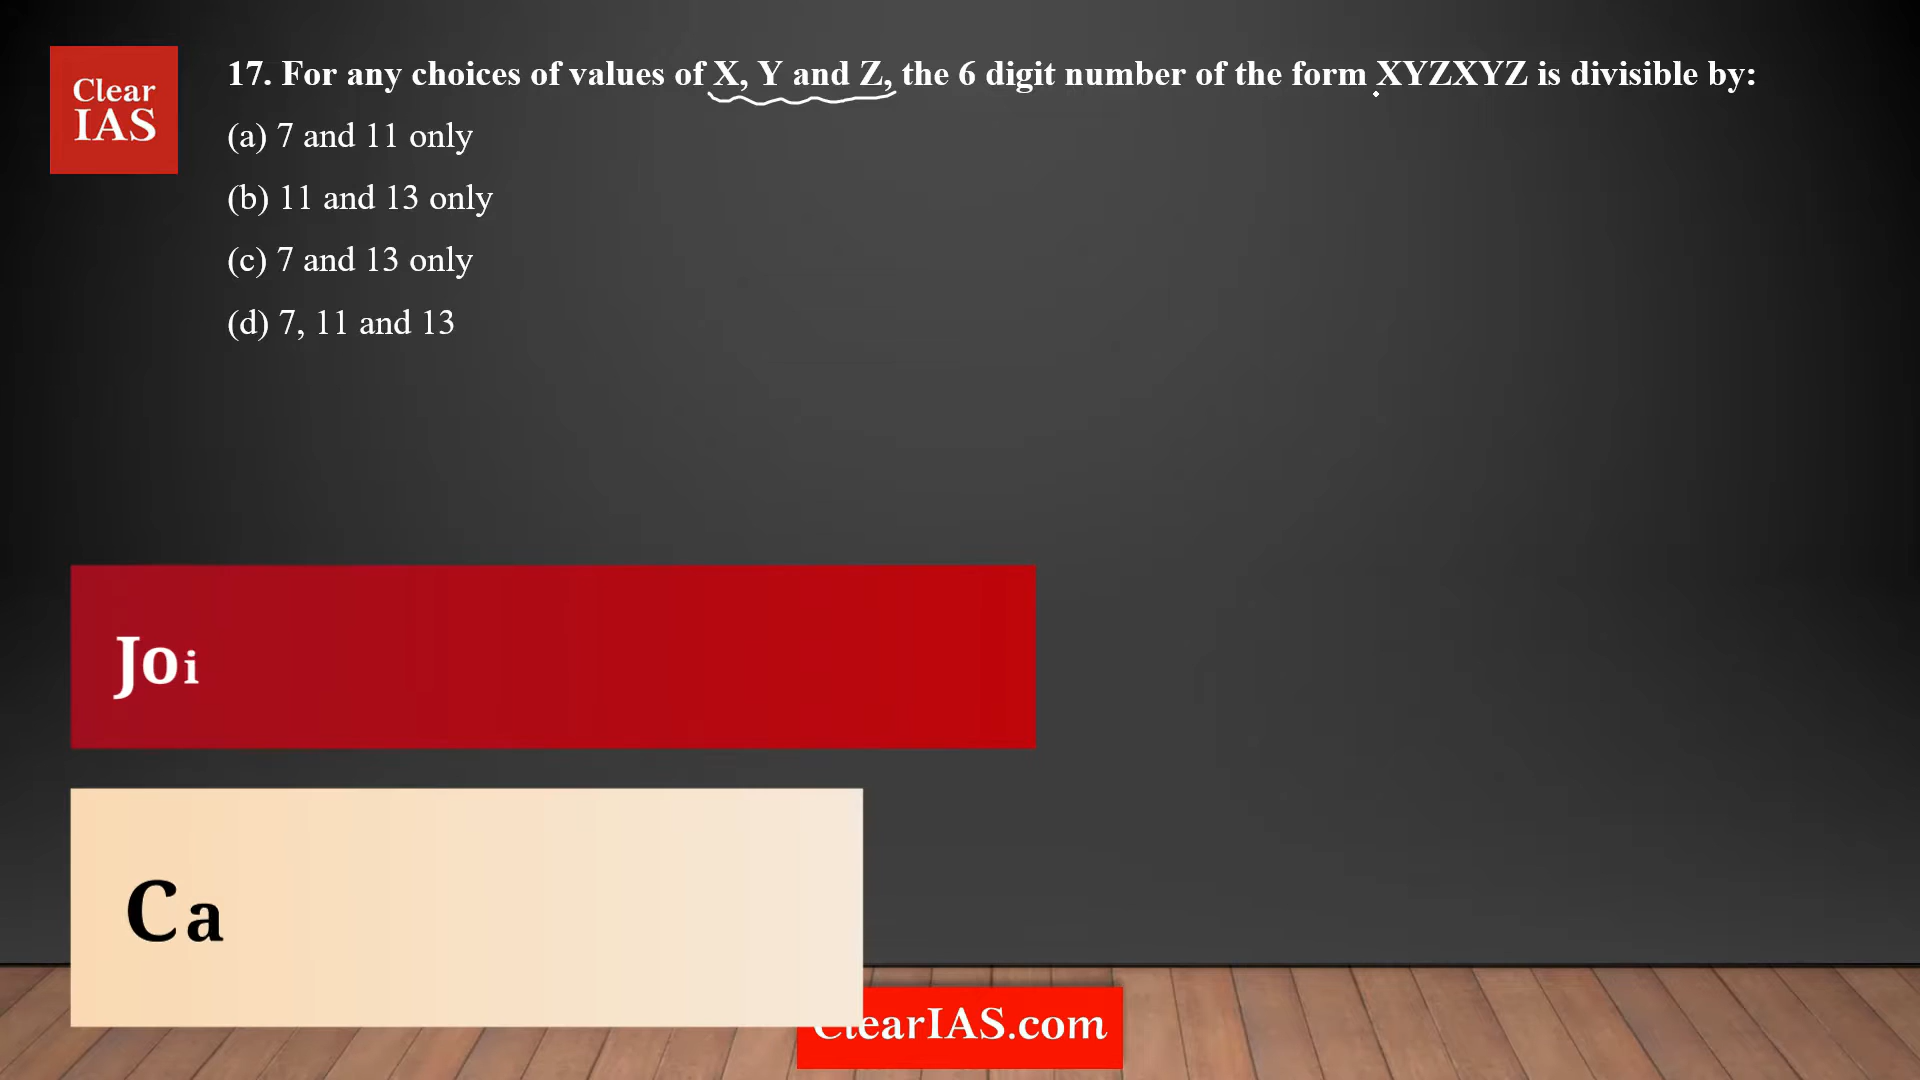 Clear
IAS
17. For any choices of values of X, Y and Z, the 6 digit number of the form XYZXYZ is divisible by:
(a) 7 and 11 only
(b) 11 and 13 only
(c) 7 and 13 only
(d) 7, 11 and 13
Joi
Ca
ClearIAS.com